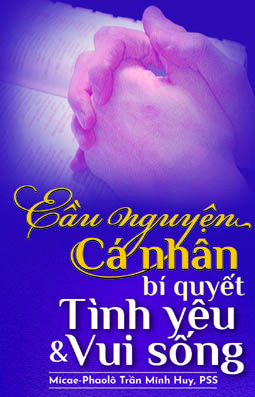 Cầu nguyện
Cá nhân
bí quyết
Tình yêu
& Vui sống
Micae-Phaolô Trần Minh Huy, PSS